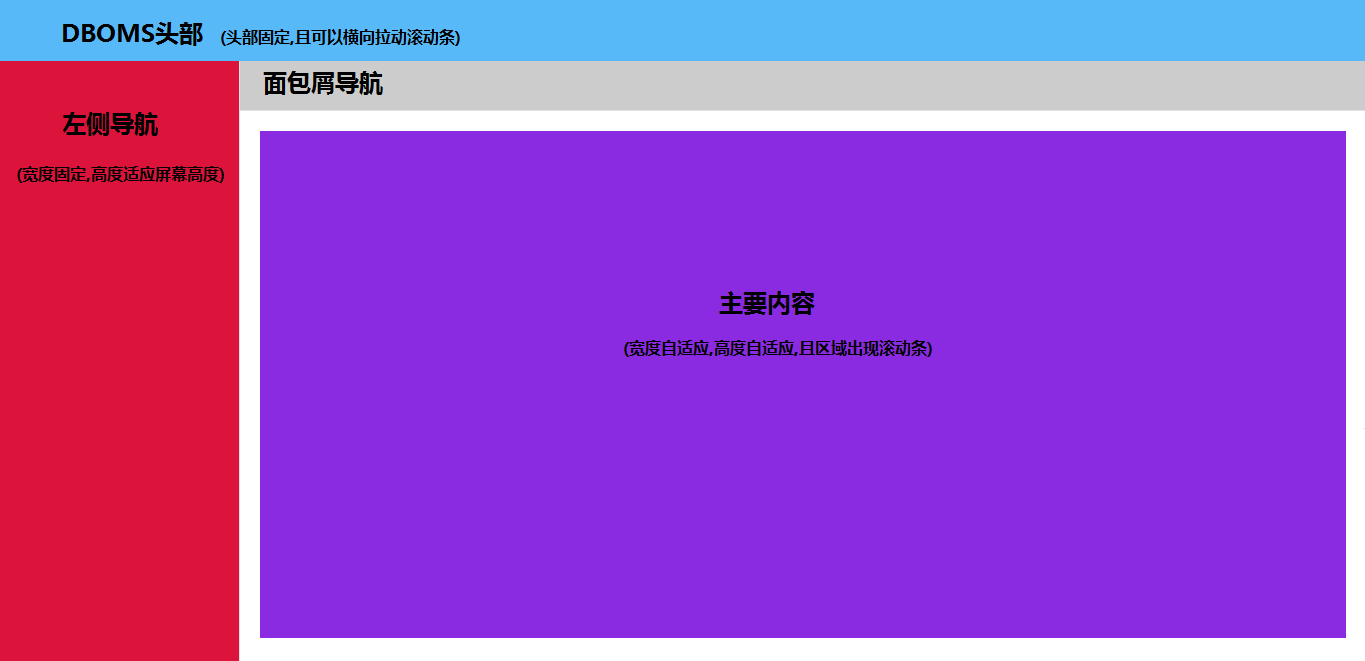 DBOMS头部 (头部固定,且可以横向拉动滚动条)
面包屑导航
左侧导航
(宽度固定,高度适应屏幕高度)
主要内容
(宽度自适应,高度自适应,且区域出现滚动条)